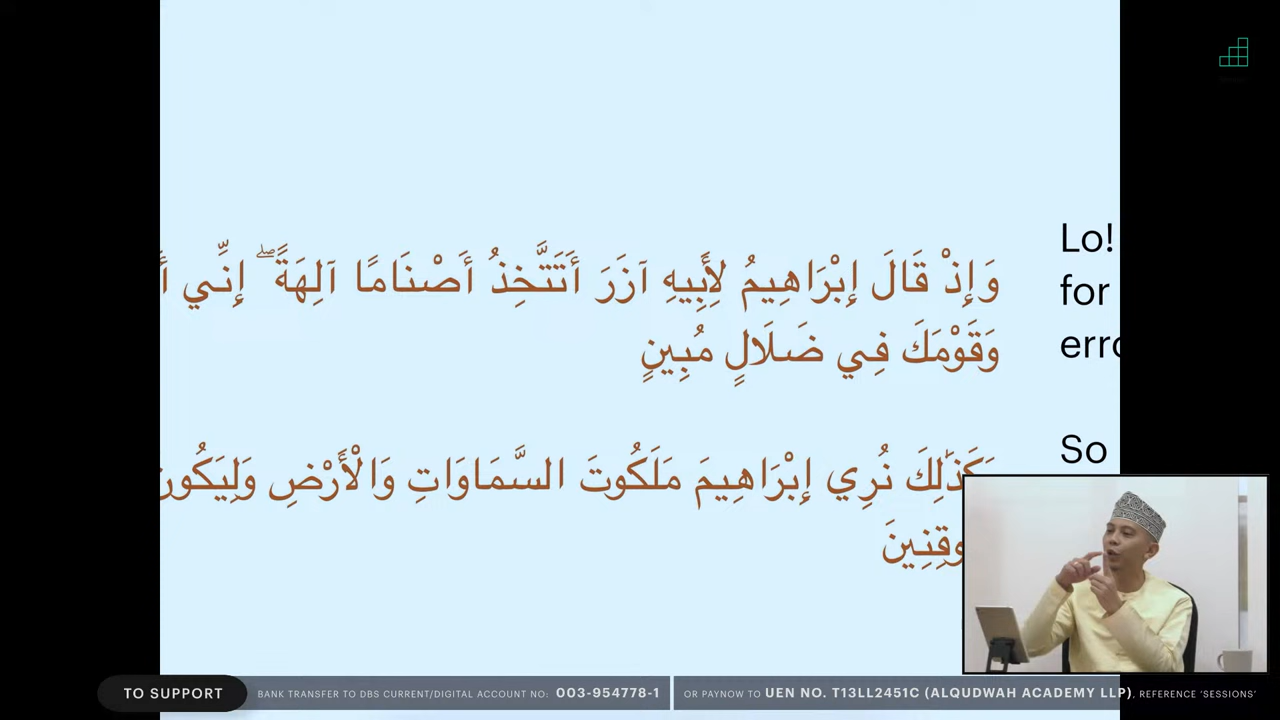 وَإِذْ قَالَ إِبْرَاهِيمُ لِأَبِيهِ آزَرَ أَتَتَّخِذُ أَصْنَامًا آلِهَةً ۖ إِنِّي
وَقَوْمَكَ فِي ضَلَالٍ مُبِينٍ
وَكَذَٰلِكَ نُرِي إِبْرَاهِيمَ مَلَكُوتَ السَّمَاوَاتِ وَالْأَرْضِ
Lo!
for
So
TO SUPPORT
BANK TRANSFER TO DBS CURRENT/DIGITAL ACCOUNT NO: 003-954778-1
OR PAYNOW TO UEN NO. T13LL2451C (ALQUDWAH ACADEMY LLP), REFERENCE 'SESSIONS'